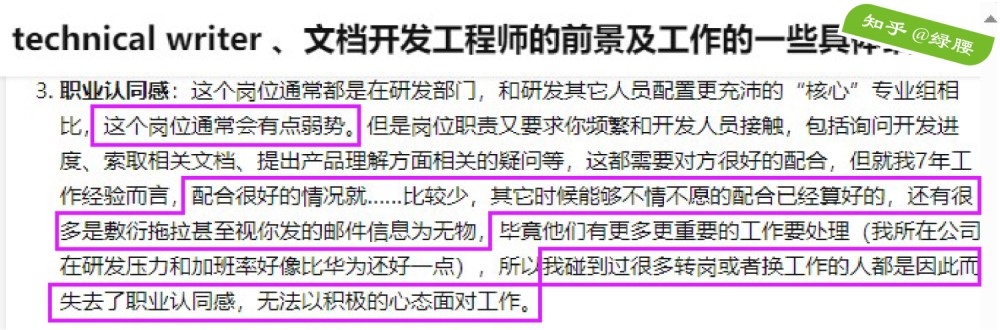 technical writer 、文档开发工程师的前景及工作的一些具体
知乎 @绿腰
3. 职业认同感：这个岗位通常都是在研发部门，和研发其它人员配置更充沛的“核心”专业组相
比，这个岗位通常会有点弱势。但是岗位职责又要求你频繁和开发人员接触，包括询问开发进
度、索取相关文档、提出产品理解方面相关的疑问等，这都需要对方很好的配合，但就我7年工
作经验而言，配合很好的情况就……比较少，其它时候能够不情不愿的配合已经算好的，还有很
多是敷衍拖拉甚至视你发的邮件信息为无物，毕竟他们有更多更重要的工作要处理（我所在公司
在研发压力和加班率好像比华为还好一点），所以我碰到过很多转岗或者换工作的人都是因此而
失去了职业认同感，无法以积极的心态面对工作。